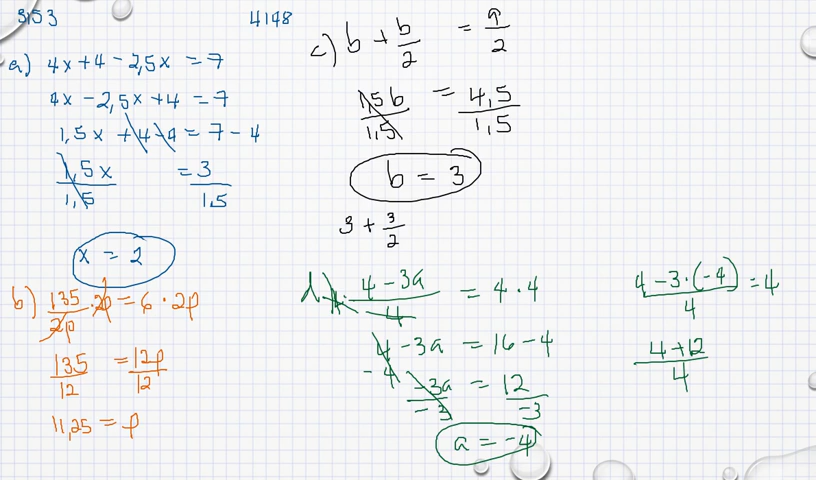 3153
4148
a) 4x+4-2,5x = 7
4x-2,5x+4 = 7
1,5x +4-4 = 7-4
1,5x/1,5 = 3/1,5
x = 2
b) 135/2p · 2p = 6 · 2p
135/12 = 12p/12
11,25 = p
c) b + b/2 = 9/2
1,5b/1,5 = 4,5/1,5
b = 3
3 + 3/2
d) 4 · (4-3a)/4 = 4 · 4
4 - 3a = 16 - 4
-4
-3a/-3 = 12/-3
a = -4
(4-3·(-4))/4 = 4
(4+12)/4